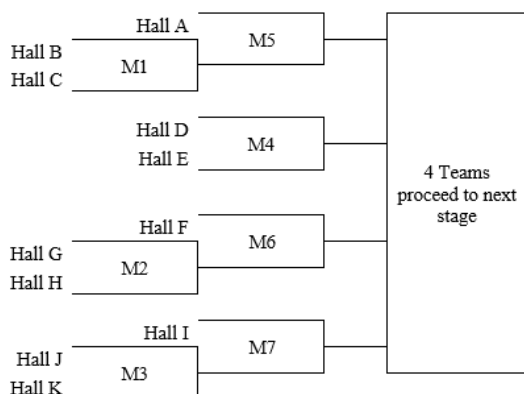 Hall A
M5
Hall B
M1
Hall C
Hall D
M4
Hall E
4 Teams
proceed to next
stage
Hall F
M6
Hall G
M2
Hall H
Hall I
M7
Hall J
M3
Hall K